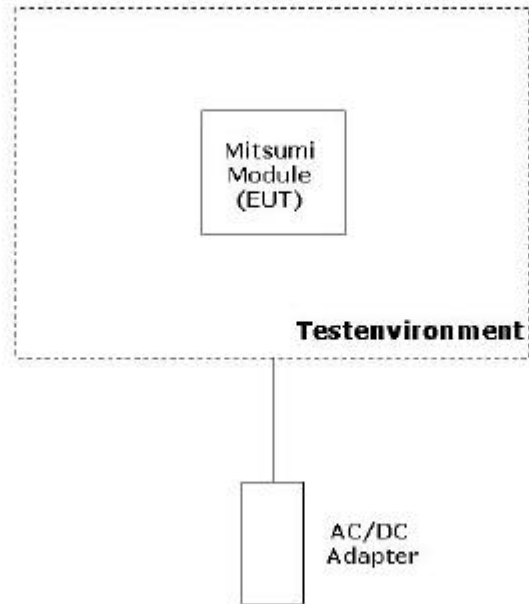 Mitsumi
Module
(EUT)
Testenvironment
AC/DC
Adapter